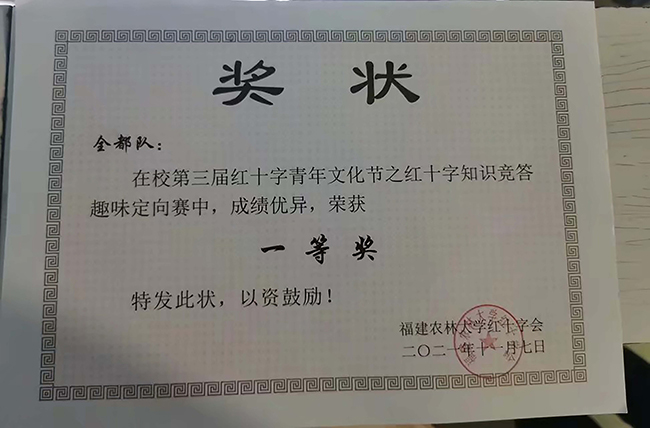 奖 状
全都队：
在校第三届红十字青年文化节之红十字知识竞答
趣味定向赛中，成绩优异，荣获
一 等 奖
特发此状，以资鼓励！
福建农林大学红十字会
二〇二一年十一月七日